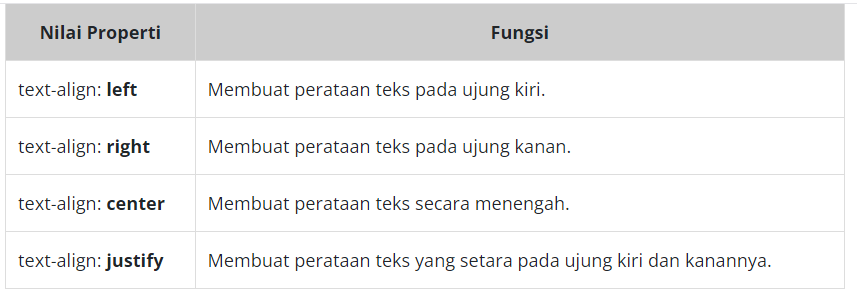 Nilai Properti Fungsi
text-align: left Membuat perataan teks pada ujung kiri.
text-align: right Membuat perataan teks pada ujung kanan.
text-align: center Membuat perataan teks secara menengah.
text-align: justify Membuat perataan teks yang setara pada ujung kiri dan kanannya.